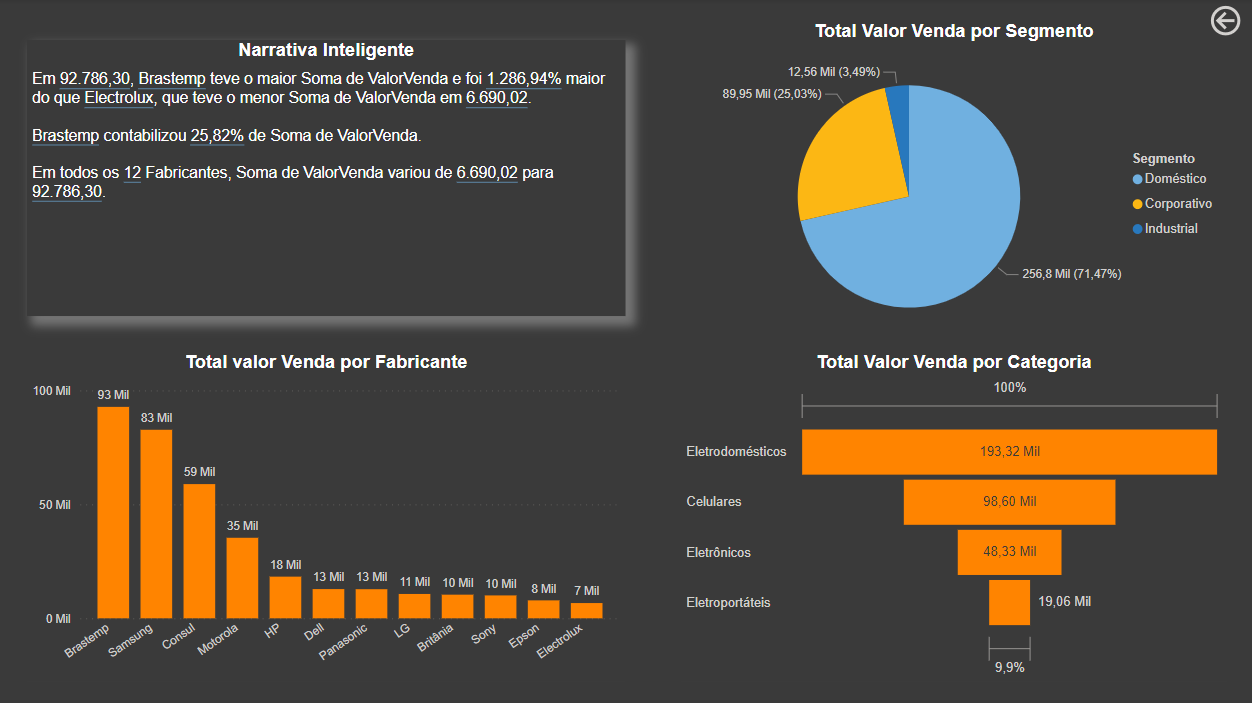 Narrativa Inteligente
Em 92.786,30, Brastemp teve o maior Soma de ValorVenda e foi 1.286,94% maior
do que Electrolux, que teve o menor Soma de ValorVenda em 6.690,02.
Brastemp contabilizou 25,82% de Soma de ValorVenda.
Em todos os 12 Fabricantes, Soma de ValorVenda variou de 6.690,02 para
92.786,30.
Total Valor Venda por Segmento
12,56 Mil (3,49%)
89,95 Mil (25,03%)
256,8 Mil (71,47%)
Segmento
Doméstico
Corporativo
Industrial
Total valor Venda por Fabricante
100 Mil
50 Mil
0 Mil
93 Mil
83 Mil
59 Mil
35 Mil
18 Mil
13 Mil
13 Mil
11 Mil
10 Mil
10 Mil
8 Mil
7 Mil
Brastemp
Samsung
Consul
Motorola
HP
Dell
Panasonic
LG
Britânia
Sony
Epson
Electrolux
Total Valor Venda por Categoria
100%
Eletrodomésticos
193,32 Mil
Celulares
98,60 Mil
Eletrônicos
48,33 Mil
Eletroportáteis
19,06 Mil
9,9%